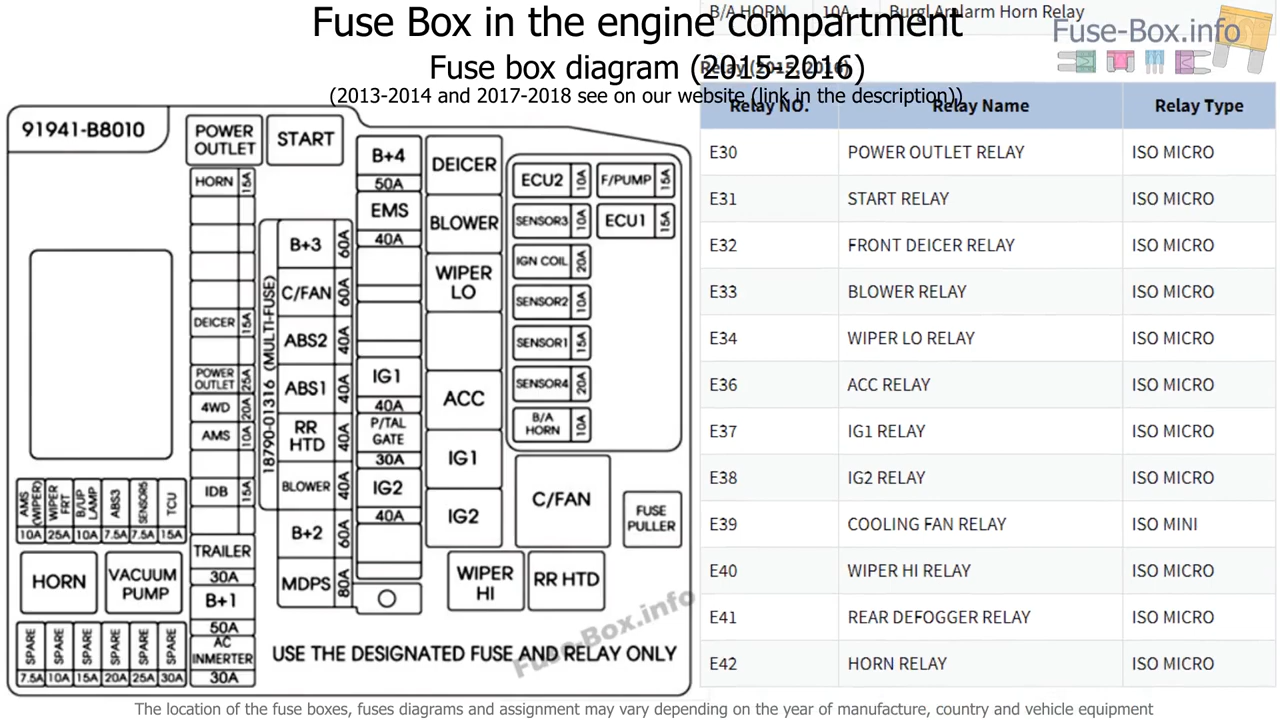 Fuse Box in the engine compartment
Fuse box diagram (2015-2016)
(2013-2014 and 2017-2018 see on our website (link in the description))
Fuse-Box.info
91941-B8010
POWER OUTLET
START
HORN 15A
DEICER 15A
POWER OUTLET 25A
4WD 20A
AMS 10A
IDB 15A
TRAILER
30A
B+1
50A
AC INMERTER
30A
18790-01316 (MULTI-FUSE)
B+3 60A
C/FAN 60A
ABS2 40A
ABS1 40A
RR HTD 40A
BLOWER 40A
B+2 60A
MDPS 80A
B+4
50A
EMS
40A
IG1
40A
P/TAL GATE
30A
IG2
40A
DEICER
BLOWER
WIPER LO
ACC
IG1
IG2
WIPER HI
RR HTD
ECU2 10A
F/PUMP 15A
SENSOR3 10A
ECU1 15A
IGN COIL 20A
SENSOR2 10A
SENSOR1 15A
SENSOR4 20A
B/A HORN 10A
C/FAN
FUSE PULLER
AMS (WIPER) 10A
WIPER FRT 25A
B/UP LAMP 10A
ABS3 7.5A
SENSOR5 7.5A
TCU 15A
HORN
VACUUM PUMP
SPARE 7.5A
SPARE 10A
SPARE 15A
SPARE 20A
SPARE 25A
SPARE 30A
USE THE DESIGNATED FUSE AND RELAY ONLY
Fuse-Box.info
B/A HORN 10A Burgl Aralarm Horn Relay
Relay (2015, 2016)
Relay NO. Relay Name Relay Type
E30 POWER OUTLET RELAY ISO MICRO
E31 START RELAY ISO MICRO
E32 FRONT DEICER RELAY ISO MICRO
E33 BLOWER RELAY ISO MICRO
E34 WIPER LO RELAY ISO MICRO
E36 ACC RELAY ISO MICRO
E37 IG1 RELAY ISO MICRO
E38 IG2 RELAY ISO MICRO
E39 COOLING FAN RELAY ISO MINI
E40 WIPER HI RELAY ISO MICRO
E41 REAR DEFOGGER RELAY ISO MICRO
E42 HORN RELAY ISO MICRO
The location of the fuse boxes, fuses diagrams and assignment may vary depending on the year of manufacture, country and vehicle equipment